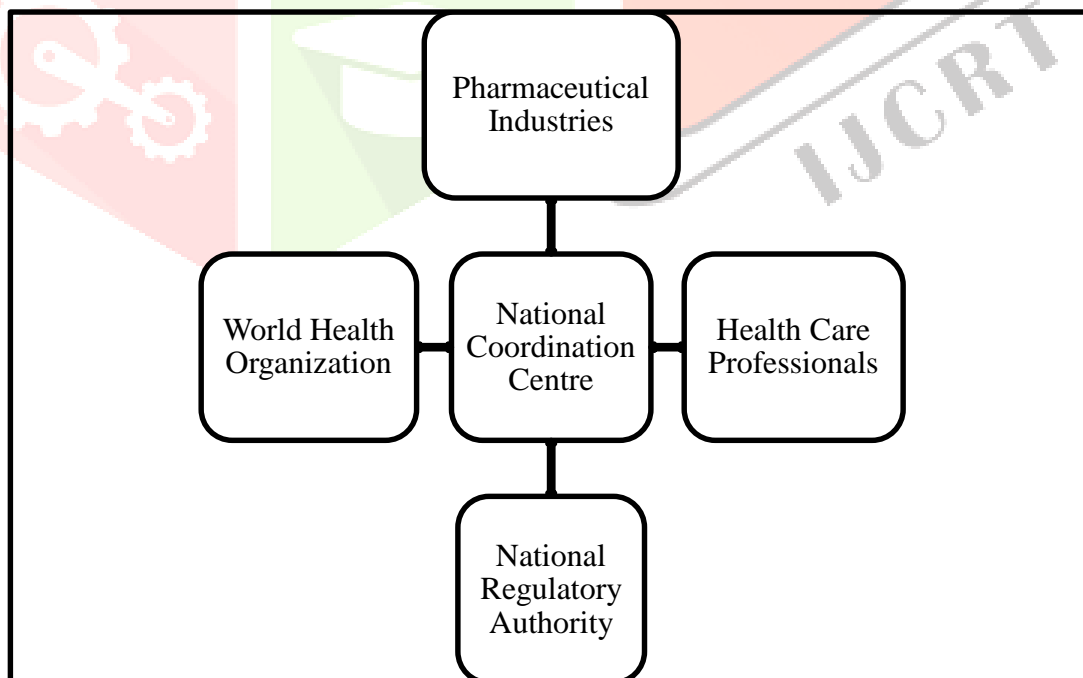 Pharmaceutical
Industries
IJCRT
World Health
Organization
National
Coordination
Centre
Health Care
Professionals
National
Regulatory
Authority